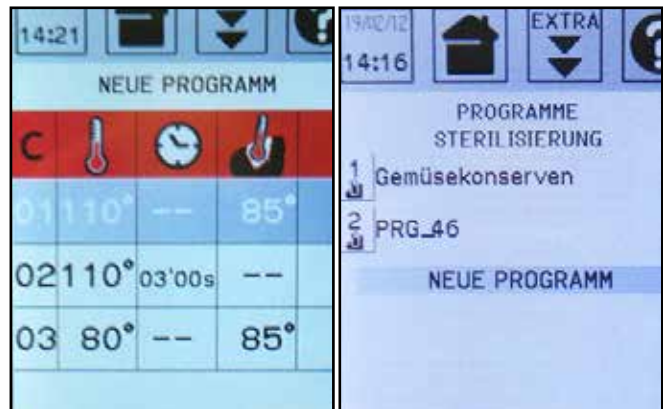 14:21
NEUE PROGRAMM
C
01 110° -- 85°
02 110° 03'00s --
03 80° -- 85°
19/02/12
14:16
EXTRA
PROGRAMME
STERILISIERUNG
1 Gemüsekonserven
2 PRG_46
NEUE PROGRAMM